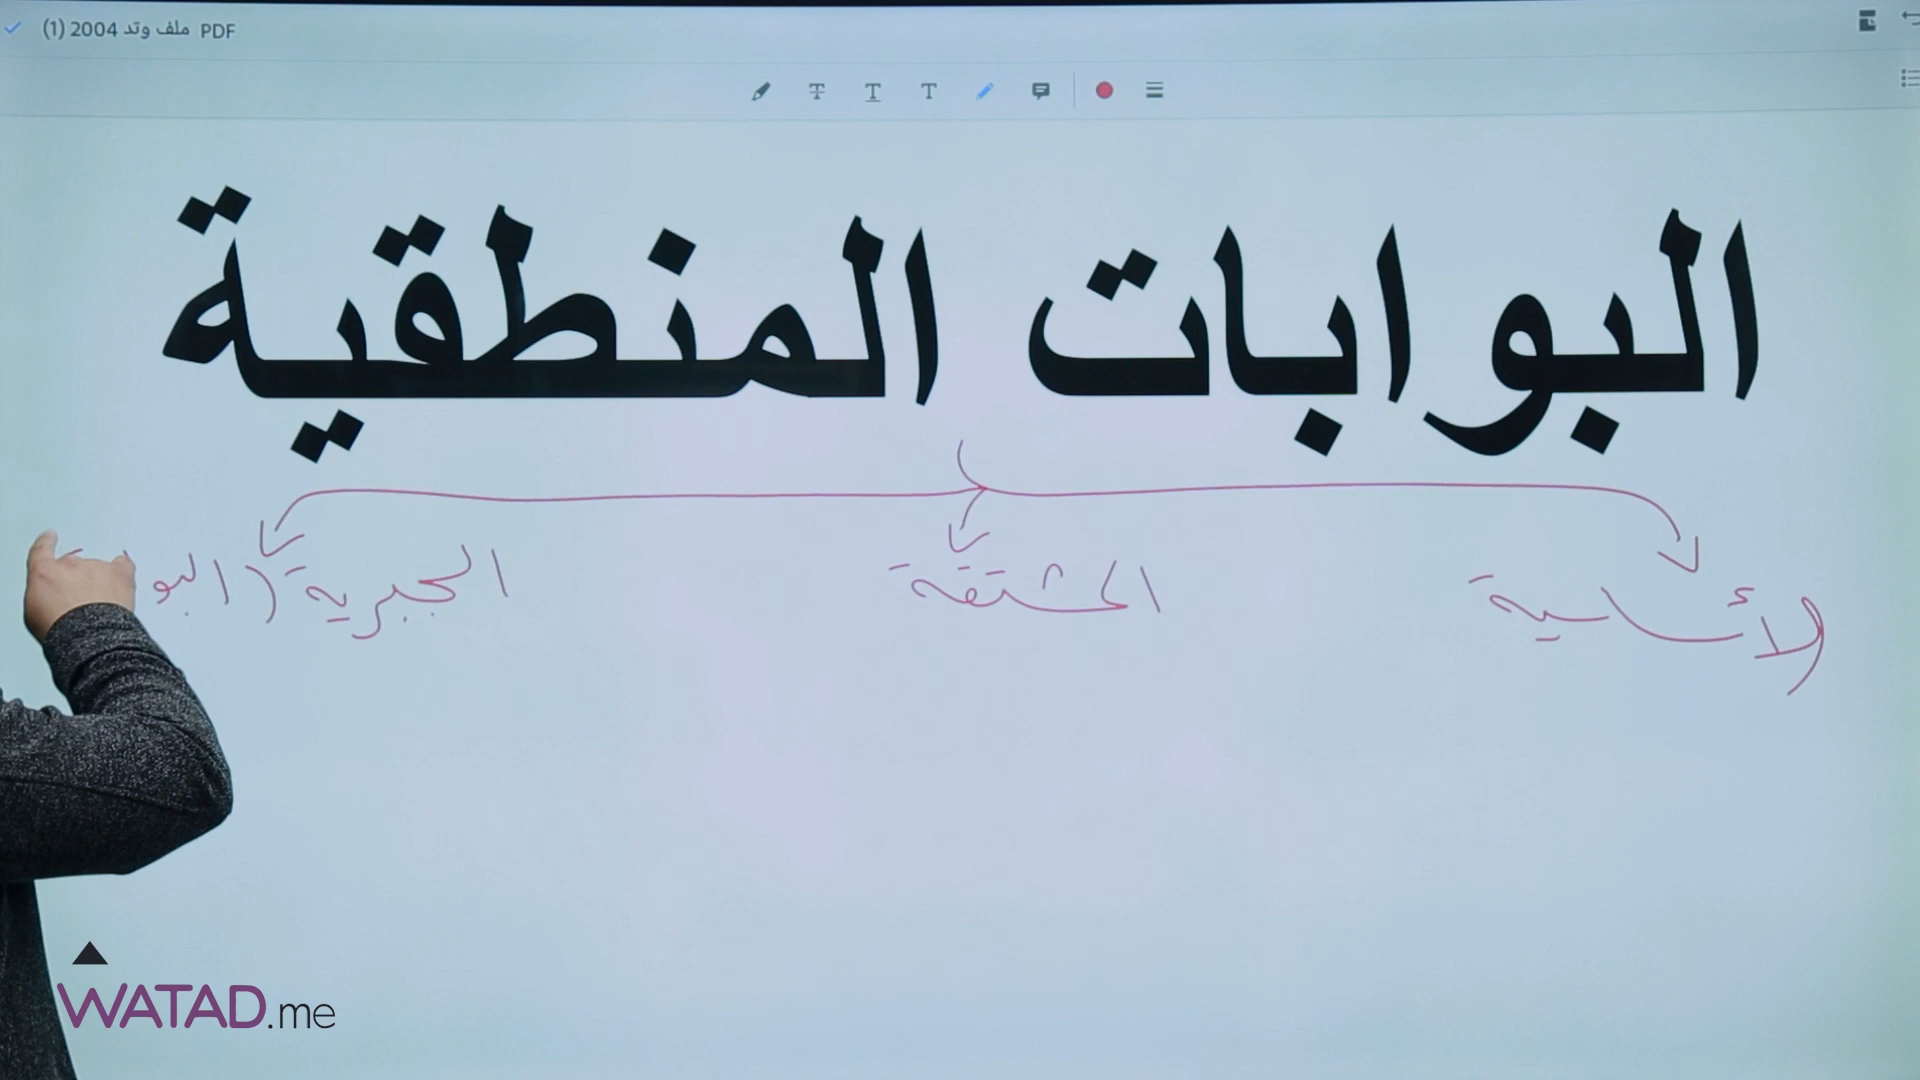 ملف وتد 2004 (1) PDF
البوابات المنطقية
الأساسية
المشتقة
الجبرية (
WATAD.me